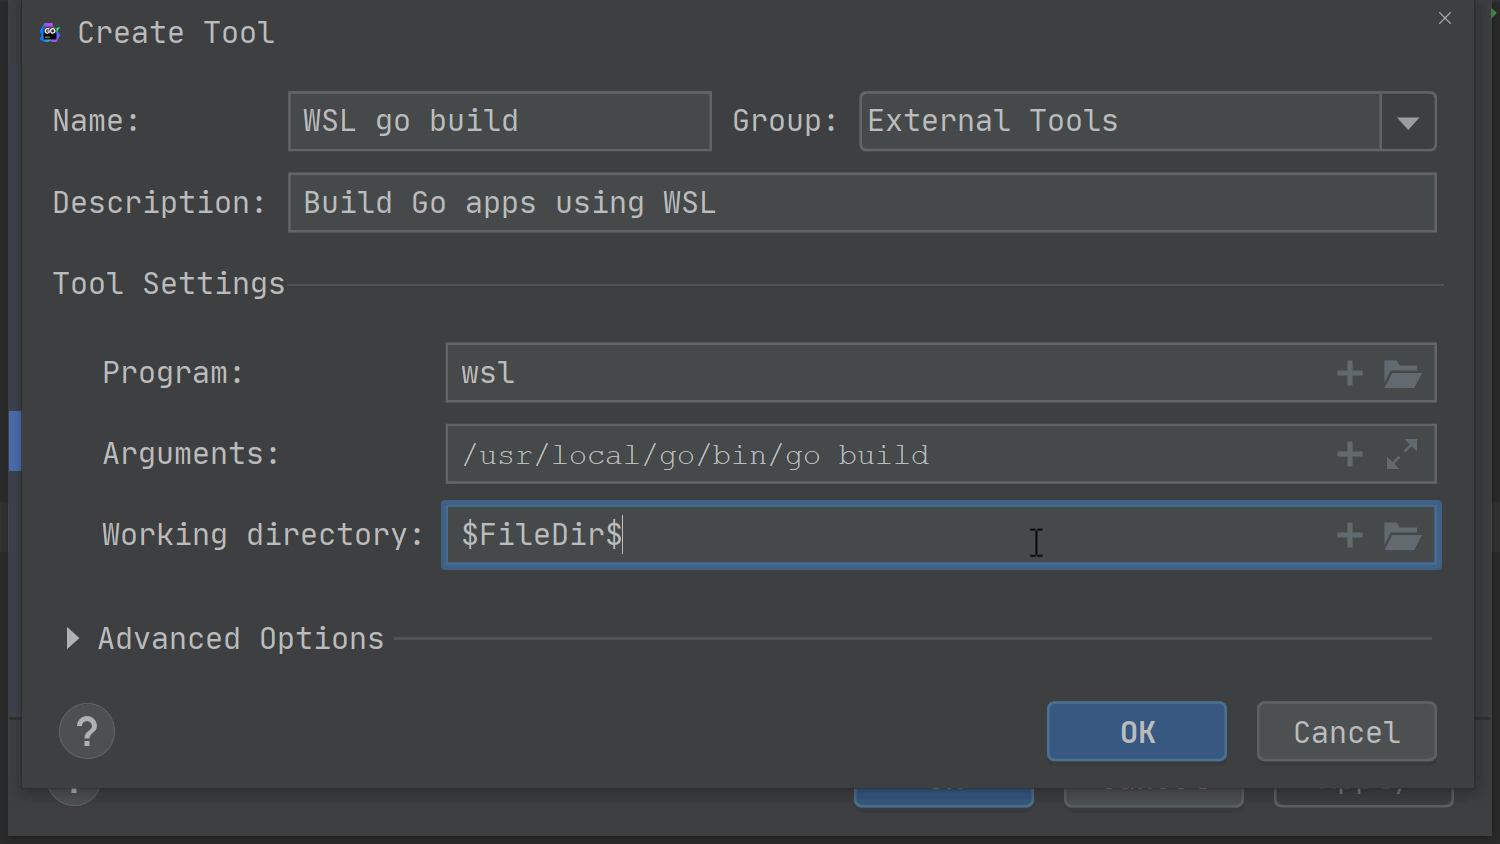 GO Create Tool
Name: WSL go build Group: External Tools
Description: Build Go apps using WSL
Tool Settings
Program: wsl
Arguments: /usr/local/go/bin/go build
Working directory: $FileDir$
Advanced Options
? OK Cancel